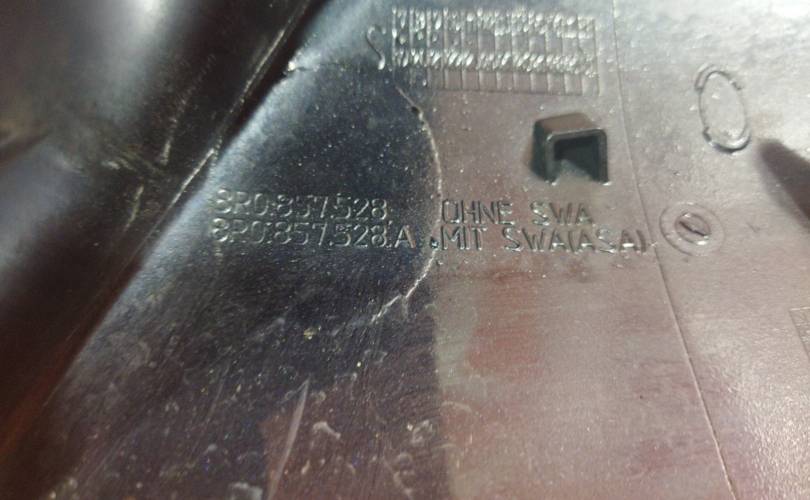 8R0.857.528. OHNE SWA
8R0.857.528.A MIT SWA(ASA)